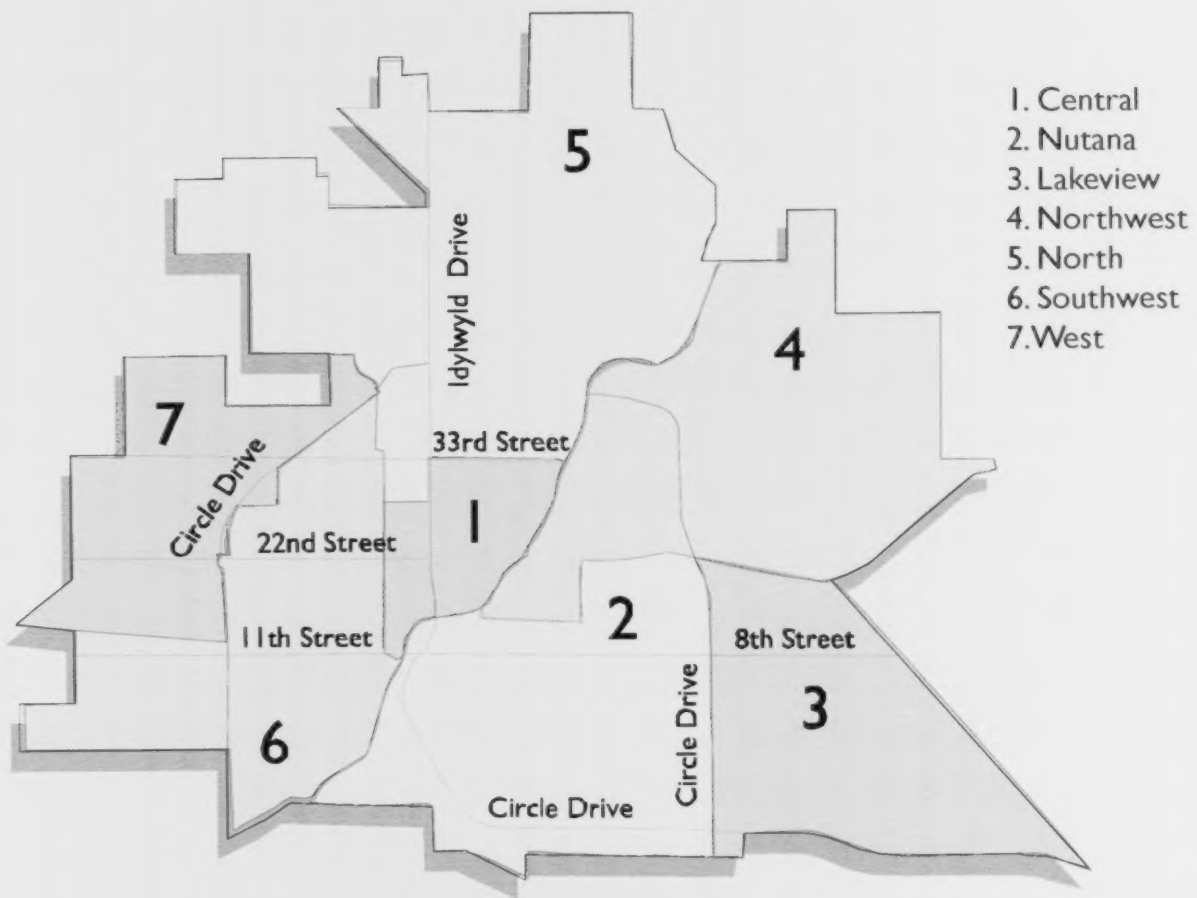 1. Central
2. Nutana
3. Lakeview
4. Northwest
5. North
6. Southwest
7. West
5
Idylwyld Drive
4
7
33rd Street
Circle Drive
1
22nd Street
2
11th Street
8th Street
Circle Drive
3
6
Circle Drive